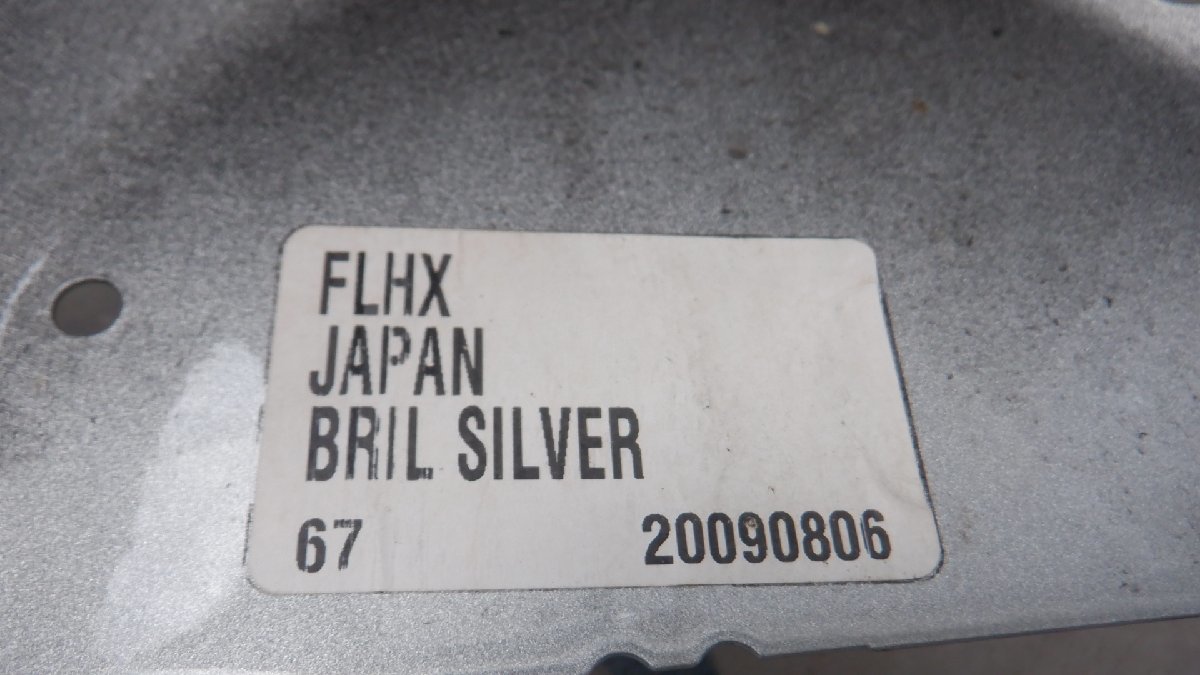 FLHX
JAPAN
BRIL SILVER
67 20090806